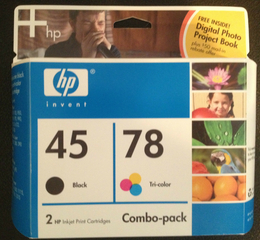 hp
FREE INSIDE!
Digital Photo
Project Book
hp
invent
45
78
Black
Tri-color
2 HP Inkjet Print Cartridges
Combo-pack